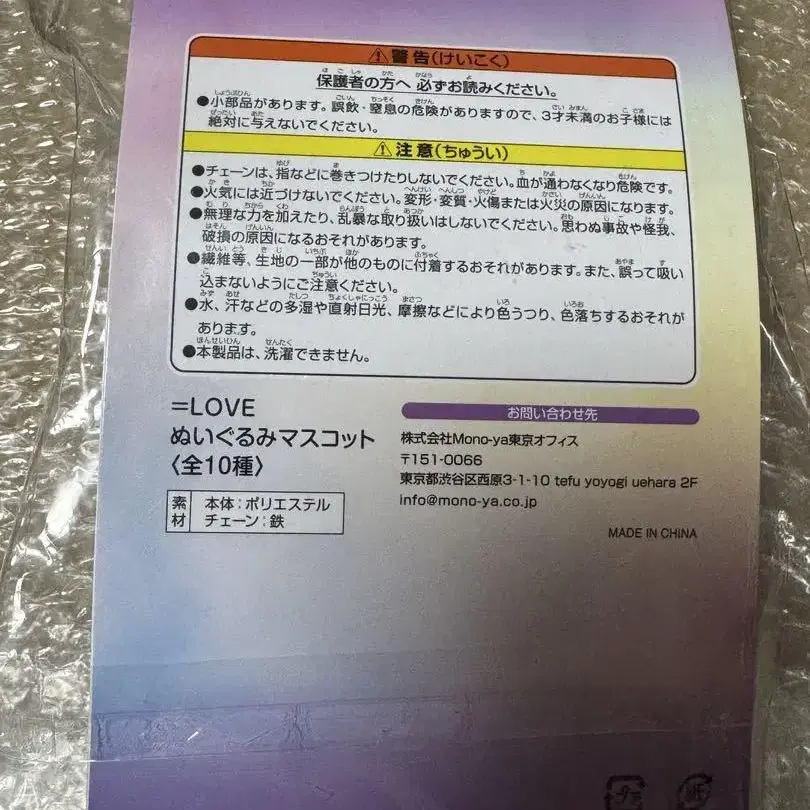 ⚠警告(けいこく)
保護者の方へ 必ずお読みください。
●小部品があります。誤飲・窒息の危険がありますので、3才未満のお子様には
絶対に与えないでください。
⚠注意(ちゅうい)
●チェーンは、指などに巻きつけたりしないでください。血が通わなくなり危険です。
●火気には近づけないでください。変形・変質・火傷または火災の原因になります。
●無理な力を加えたり、乱暴な取り扱いはしないでください。思わぬ事故や怪我、
破損の原因になるおそれがあります。
●繊維等、生地の一部が他のものに付着するおそれがあります。また、誤って吸い
込まないようにご注意ください。
●水、汗などの多湿や直射日光、摩擦などにより色うつり、色落ちするおそれが
あります。
●本製品は、洗濯できません。
=LOVE
ぬいぐるみマスコット
〈全10種〉
素材
本体:ポリエステル
チェーン:鉄
お問い合わせ先
株式会社Mono-ya東京オフィス
〒151-0066
東京都渋谷区西原3-1-10 tefu yoyogi uehara 2F
info@mono-ya.co.jp
MADE IN CHINA